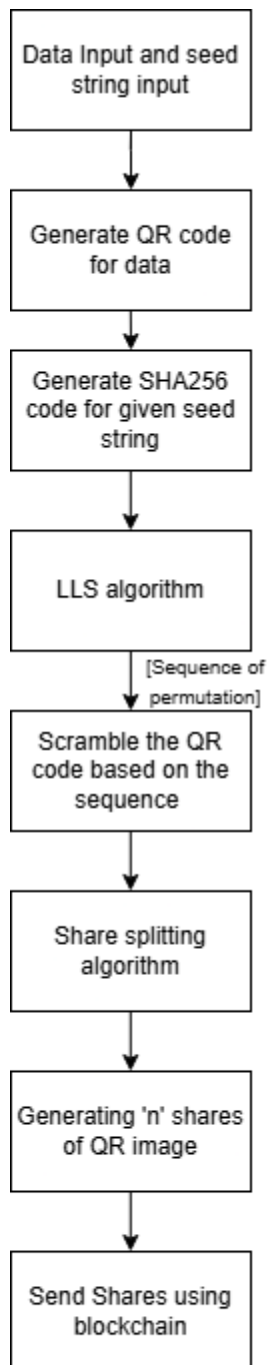 Data Input and seed
string input
Generate QR code
for data
Generate SHA256
code for given seed
string
LLS algorithm
[Sequence of
permutation]
Scramble the QR
code based on the
sequence
Share splitting
algorithm
Generating 'n' shares
of QR image
Send Shares using
blockchain